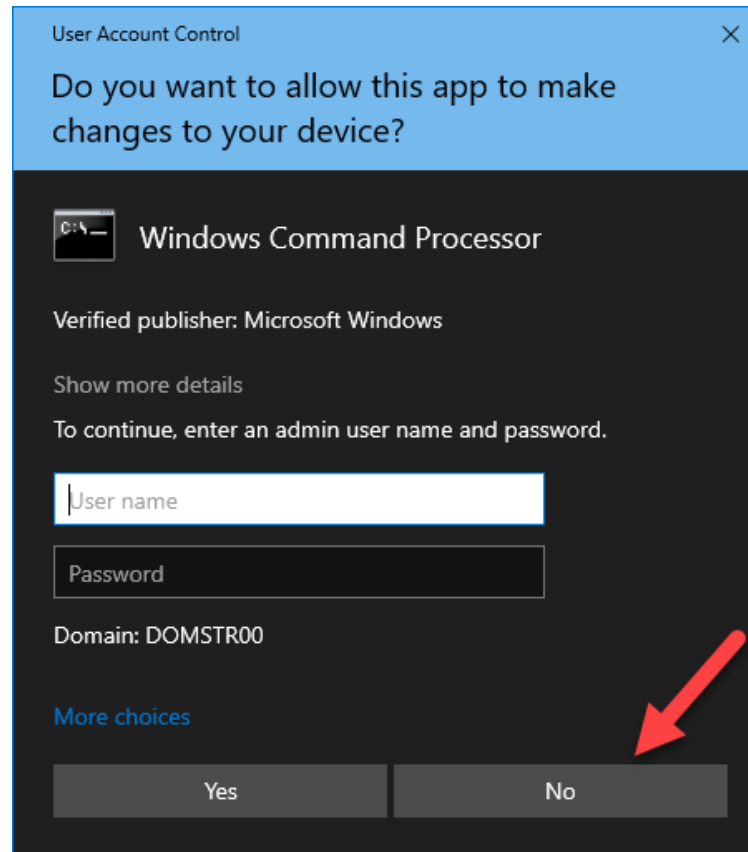 User Account Control
Do you want to allow this app to make
changes to your device?
C:\_
Windows Command Processor
Verified publisher: Microsoft Windows
Show more details
To continue, enter an admin user name and password.
User name
Password
Domain: DOMSTR00
More choices
Yes
No